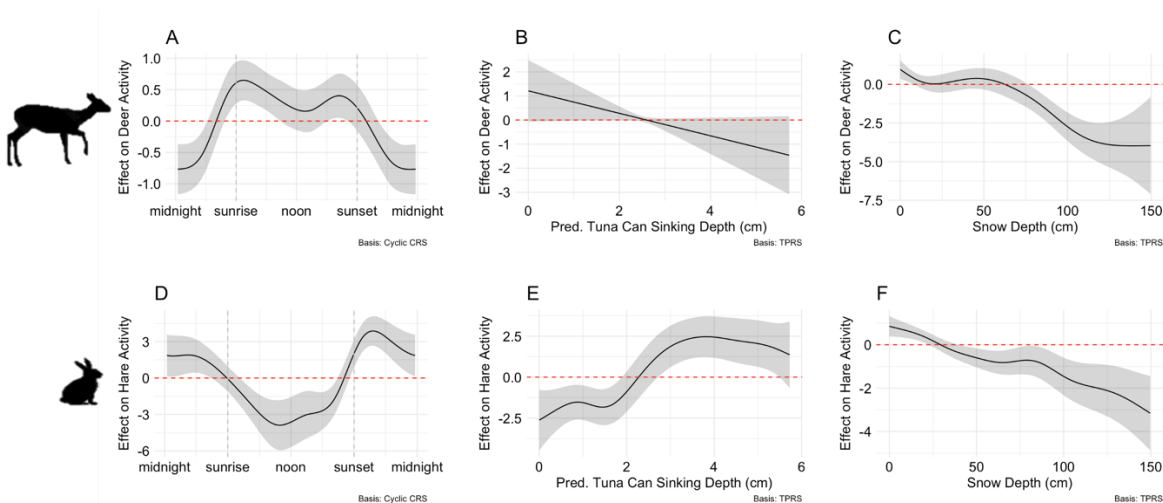 A
Effect on Deer Activity
1.0
0.5
0.0
-0.5
-1.0
midnight sunrise noon sunset midnight
Basis: Cyclic CRS
B
Effect on Deer Activity
2
1
0
-1
-2
-3
0 2 4 6
Pred. Tuna Can Sinking Depth (cm)
Basis: TPRS
C
Effect on Deer Activity
0.0
-2.5
-5.0
-7.5
0 50 100 150
Snow Depth (cm)
Basis: TPRS
D
Effect on Hare Activity
3
0
-3
-6
midnight sunrise noon sunset midnight
Basis: Cyclic CRS
E
Effect on Hare Activity
2.5
0.0
-2.5
0 2 4 6
Pred. Tuna Can Sinking Depth (cm)
Basis: TPRS
F
Effect on Hare Activity
0
-2
-4
0 50 100 150
Snow Depth (cm)
Basis: TPRS